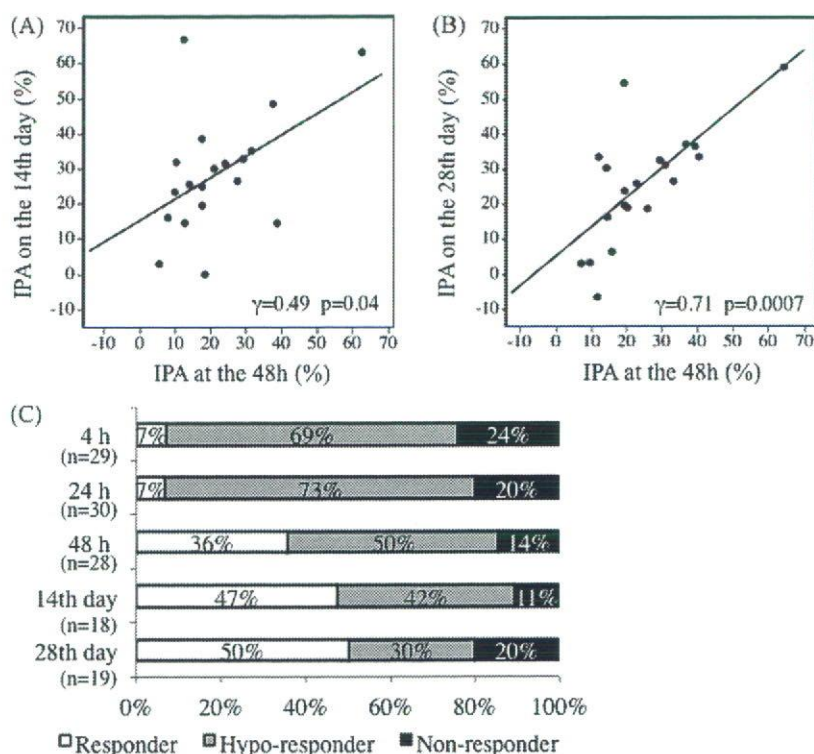 (A)
70
60
50
40
30
20
10
0
-10
IPA on the 14th day (%)
γ=0.49 p=0.04
-10 0 10 20 30 40 50 60 70
IPA at the 48h (%)
(B)
70
60
50
40
30
20
10
0
-10
IPA on the 28th day (%)
γ=0.71 p=0.0007
-10 0 10 20 30 40 50 60 70
IPA at the 48h (%)
(C)
4 h 7% 69% 24%
(n=29)
24 h 7% 73% 20%
(n=30)
48 h 36% 50% 14%
(n=28)
14th day 47% 42% 11%
(n=18)
28th day 50% 30% 20%
(n=19)
0% 20% 40% 60% 80% 100%
Responder Hypo-responder Non-responder